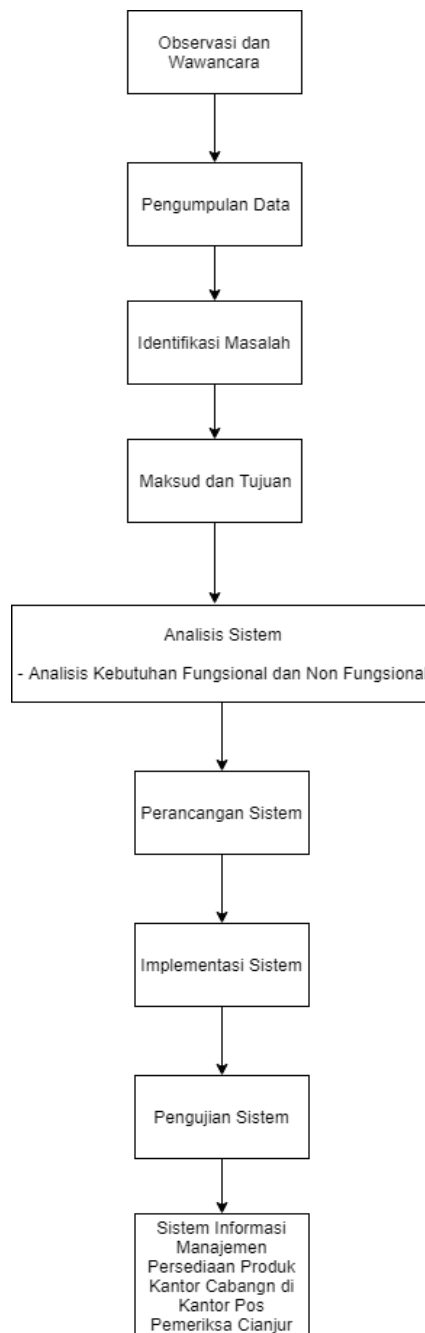 Observasi dan
Wawancara
Pengumpulan Data
Identifikasi Masalah
Maksud dan Tujuan
Analisis Sistem
- Analisis Kebutuhan Fungsional dan Non Fungsional
Perancangan Sistem
Implementasi Sistem
Pengujian Sistem
Sistem Informasi
Manajemen
Persediaan Produk
Kantor Cabangn di
Kantor Pos
Pemeriksa Cianjur